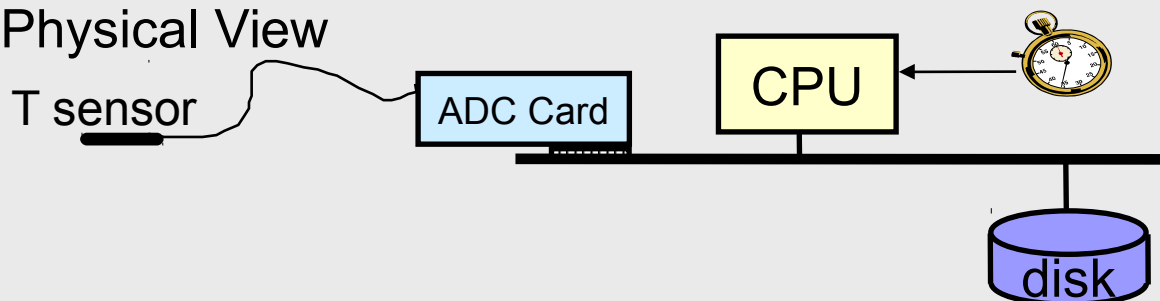 Physical View
T sensor
ADC Card
CPU
disk